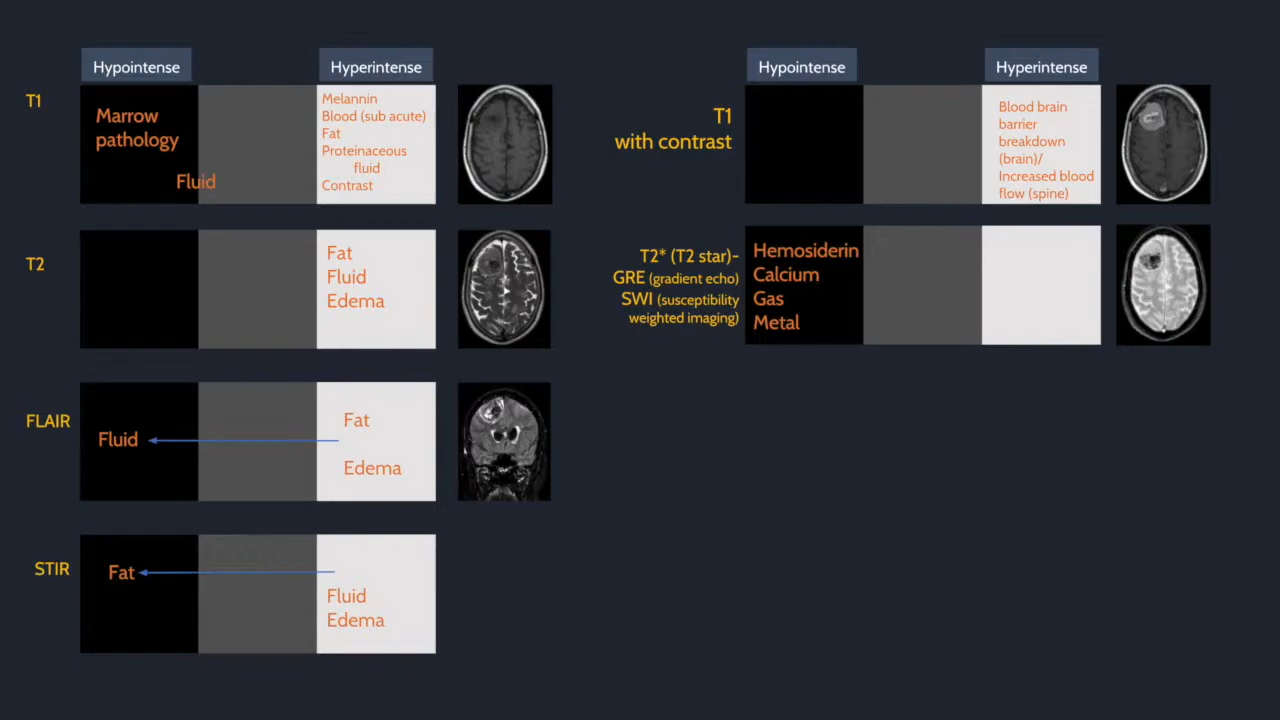 Hypointense
Hyperintense
T1
Marrow
pathology
Fluid
Melannin
Blood (sub acute)
Fat
Proteinaceous
fluid
Contrast
T2
Fat
Fluid
Edema
FLAIR
Fluid
Fat
Edema
STIR
Fat
Fluid
Edema
Hypointense
Hyperintense
T1
with contrast
Blood brain
barrier
breakdown
(brain)/
Increased blood
flow (spine)
T2* (T2 star)-
GRE (gradient echo)
SWI (susceptibility
weighted imaging)
Hemosiderin
Calcium
Gas
Metal